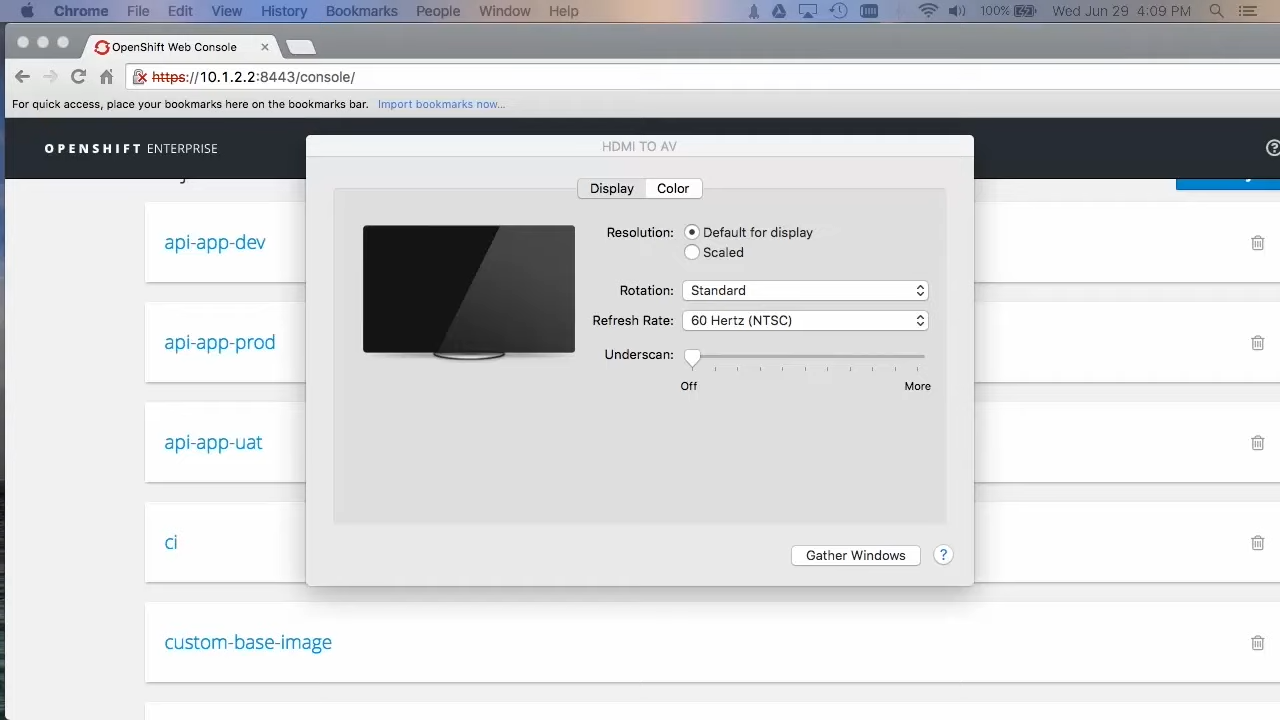 Chrome File Edit View History Bookmarks People Window Help 100% Wed Jun 29 4:09 PM
OpenShift Web Console
https://10.1.2.2:8443/console/
For quick access, place your bookmarks here on the bookmarks bar. Import bookmarks now...
OPENSHIFT ENTERPRISE
HDMI TO AV
Display Color
api-app-dev
Resolution: Default for display
Scaled
Rotation: Standard
Refresh Rate: 60 Hertz (NTSC)
api-app-prod
Underscan:
Off More
api-app-uat
ci
Gather Windows ?
custom-base-image